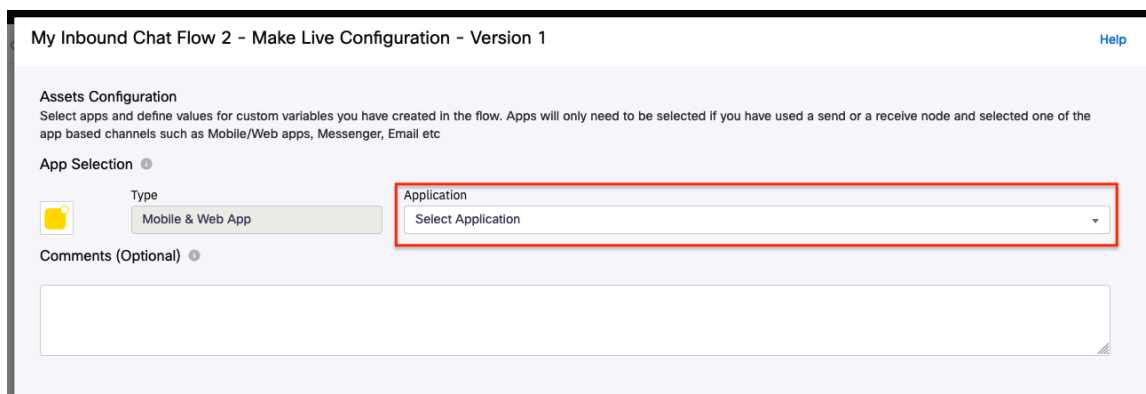 My Inbound Chat Flow 2 - Make Live Configuration - Version 1
Help
Assets Configuration
Select apps and define values for custom variables you have created in the flow. Apps will only need to be selected if you have used a send or a receive node and selected one of the
app based channels such as Mobile/Web apps, Messenger, Email etc
App Selection
Type
Application
Mobile & Web App
Select Application
Comments (Optional)